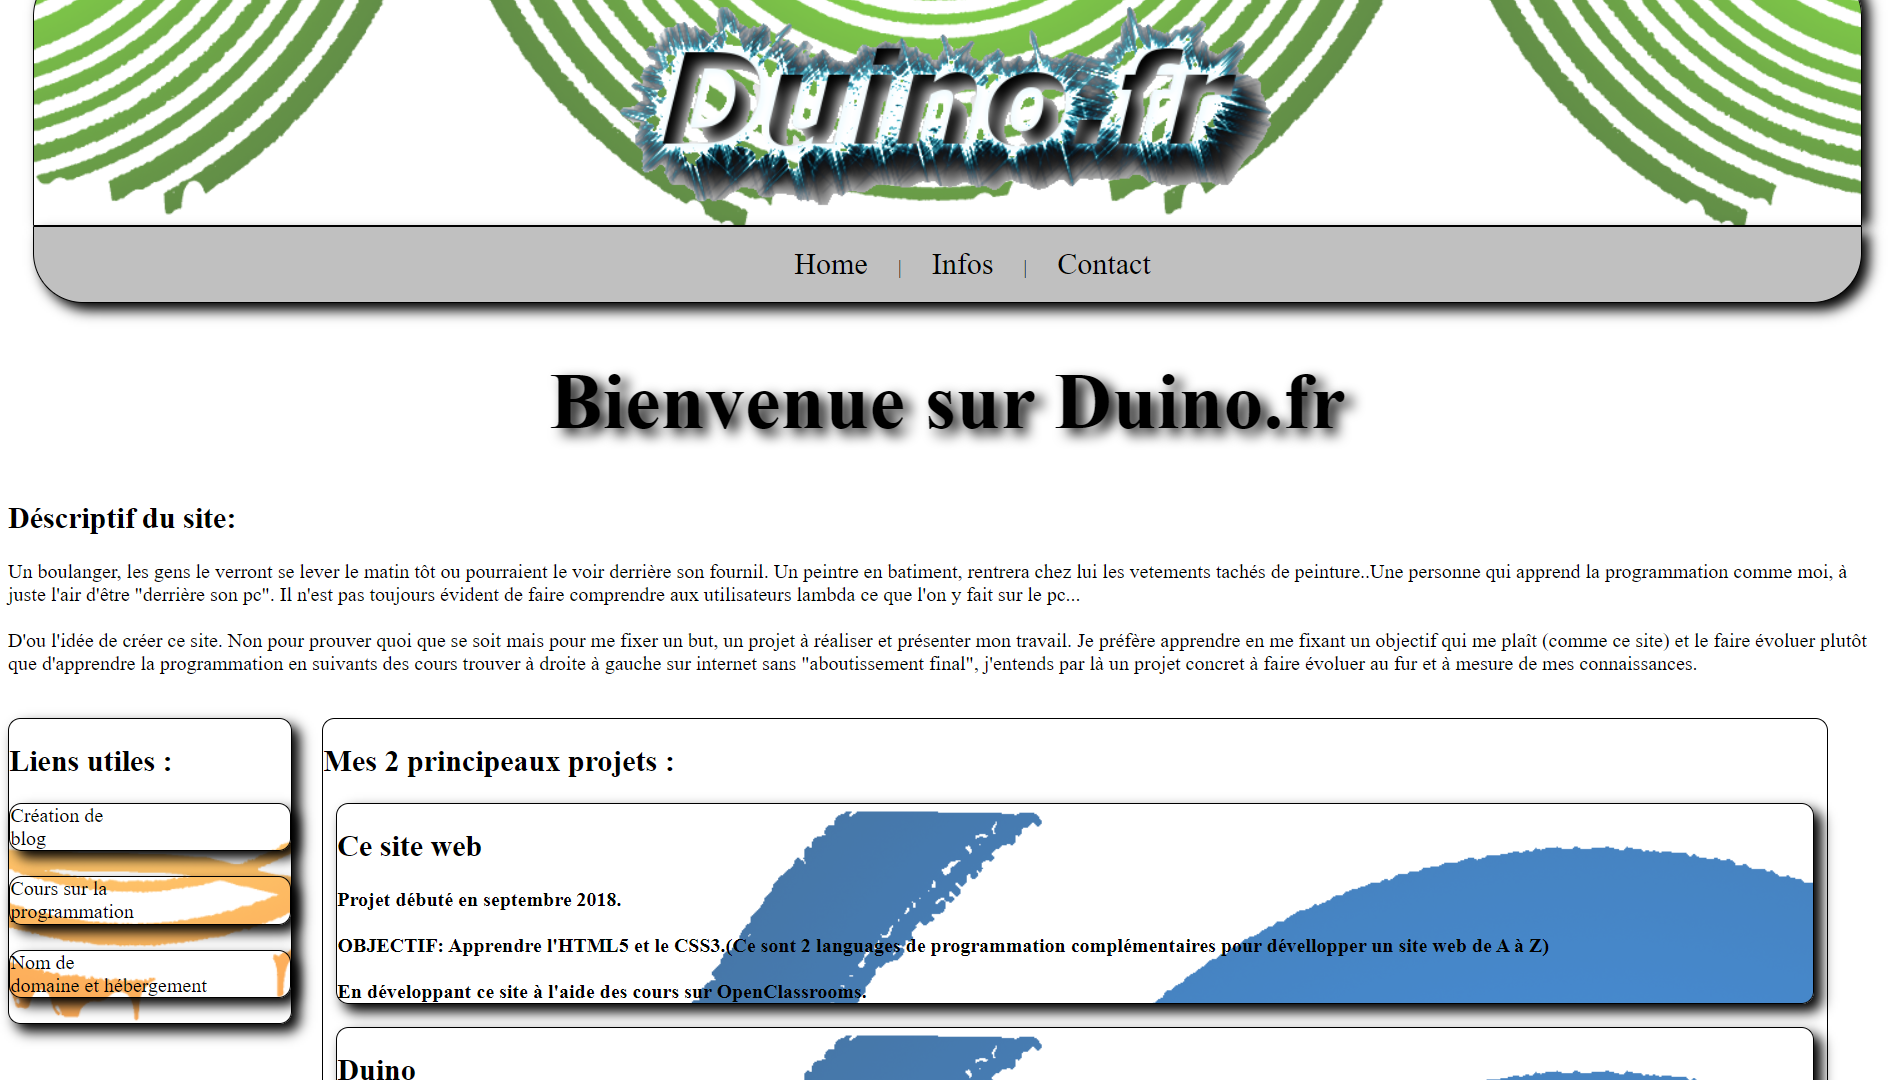 Duino.fr
Home | Infos | Contact
Bienvenue sur Duino.fr
Déscriptif du site:
Un boulanger, les gens le verront se lever le matin tôt ou pourraient le voir derrière son fournil. Un peintre en batiment, rentrera chez lui les vetements tachés de peinture..Une personne qui apprend la programmation comme moi, à
juste l'air d'être "derrière son pc". Il n'est pas toujours évident de faire comprendre aux utilisateurs lambda ce que l'on y fait sur le pc...
D'ou l'idée de créer ce site. Non pour prouver quoi que se soit mais pour me fixer un but, un projet à réaliser et présenter mon travail. Je préfère apprendre en me fixant un objectif qui me plaît (comme ce site) et le faire évoluer plutôt
que d'apprendre la programmation en suivants des cours trouver à droite à gauche sur internet sans "aboutissement final", j'entends par là un projet concret à faire évoluer au fur et à mesure de mes connaissances.
Liens utiles :
Création de
blog
Cours sur la
programmation
Nom de
domaine et hébergement
Mes 2 principeaux projets :
Ce site web
Projet débuté en septembre 2018.
OBJECTIF: Apprendre l'HTML5 et le CSS3.(Ce sont 2 languages de programmation complémentaires pour dévellopper un site web de A à Z)
En développant ce site à l'aide des cours sur OpenClassrooms.
Duino